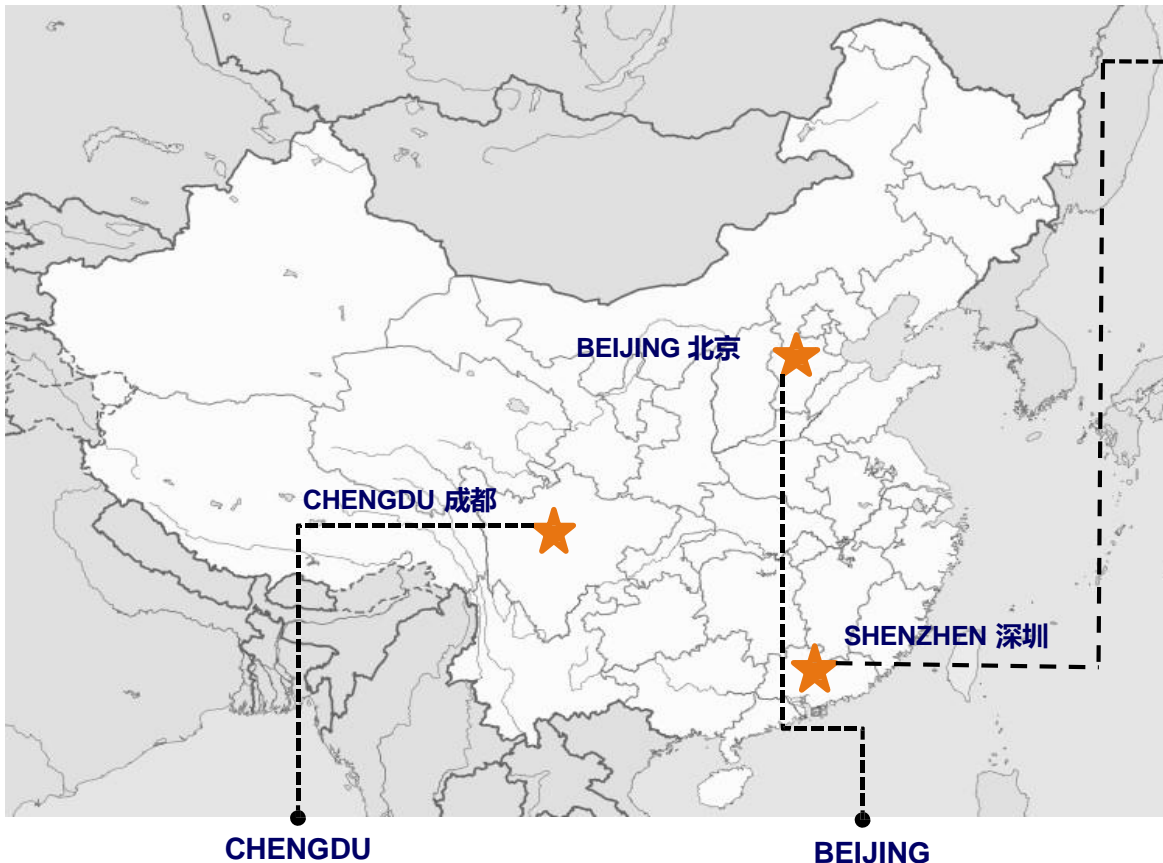 BEIJING 北京
CHENGDU 成都
SHENZHEN 深圳
CHENGDU
BEIJING